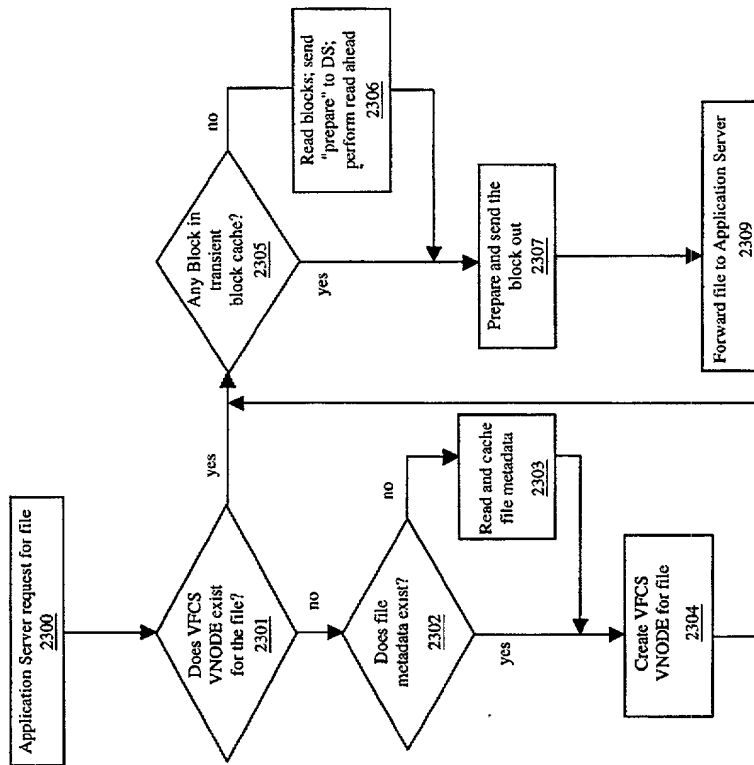 Application Server request for file
2300
Does VFCS
VNODE exist
for the file?
2301
yes
no
Does file
metadata exist?
2302
no
yes
Read and cache
file metadata
2303
Create VFCS
VNODE for file
2304
Any Block in
transient
block cache?
2305
no
yes
Read blocks; send
"prepare" to DS;
perform read ahead
2306
Prepare and send the
block out
2307
Forward file to Application Server
2309